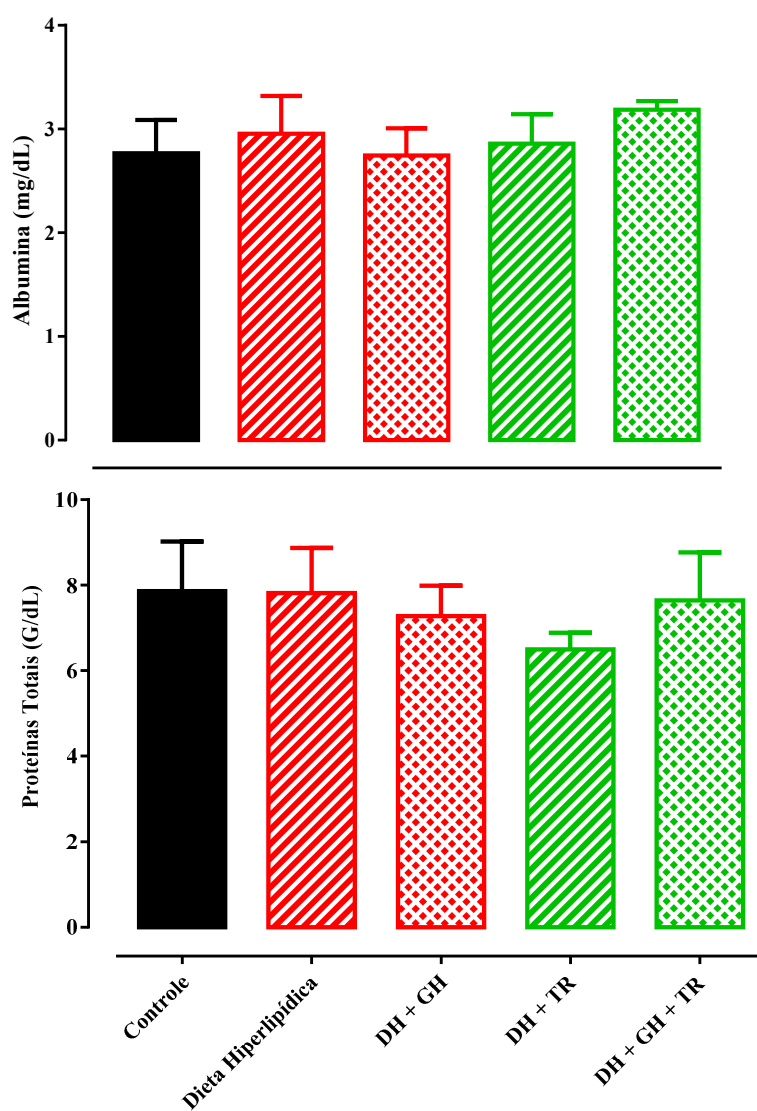 4
3
2
1
0
Albumina (mg/dL)
10
8
6
4
2
0
Proteínas Totais (G/dL)
Controle
Dieta Hiperlipídica
DH + GH
DH + TR
DH + GH + TR